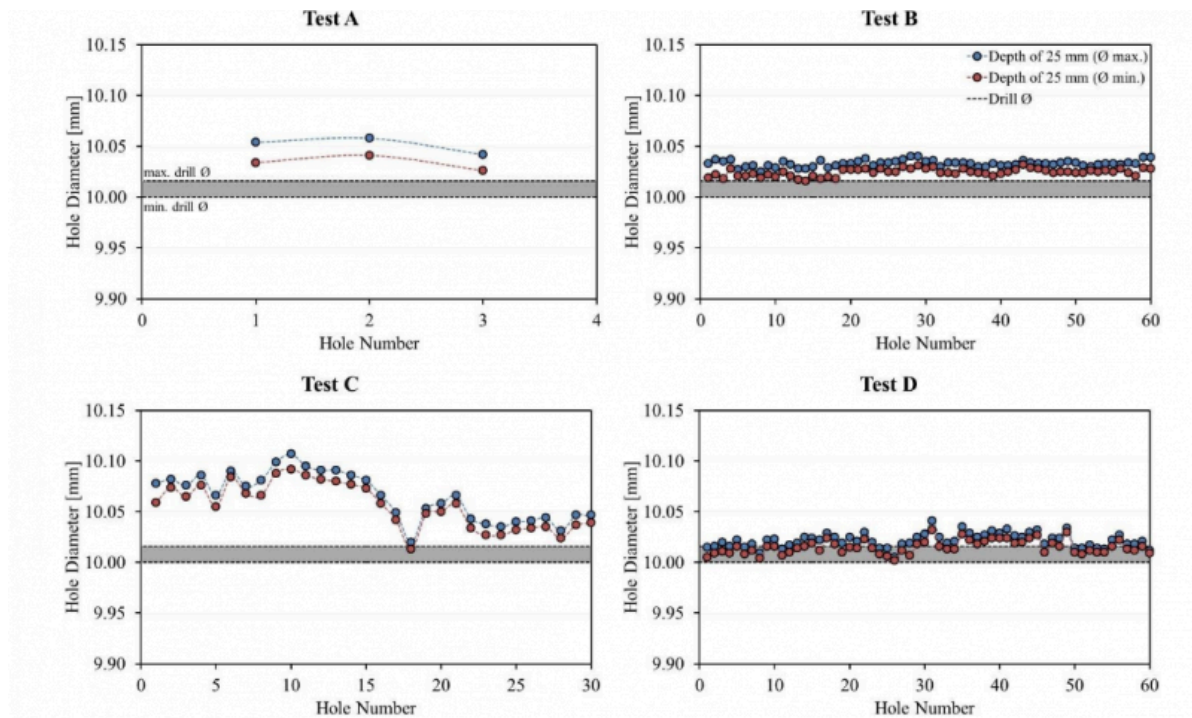 Test A
10.15
10.10
10.05
10.00
9.95
9.90
Hole Diameter [mm]
max. drill Ø
min. drill Ø
0 1 2 3 4
Hole Number
Test B
10.15
10.10
10.05
10.00
9.95
9.90
Hole Diameter [mm]
Depth of 25 mm (Ø max.)
Depth of 25 mm (Ø min.)
Drill Ø
0 10 20 30 40 50 60
Hole Number
Test C
10.15
10.10
10.05
10.00
9.95
9.90
Hole Diameter [mm]
0 5 10 15 20 25 30
Hole Number
Test D
10.15
10.10
10.05
10.00
9.95
9.90
Hole Diameter [mm]
0 10 20 30 40 50 60
Hole Number